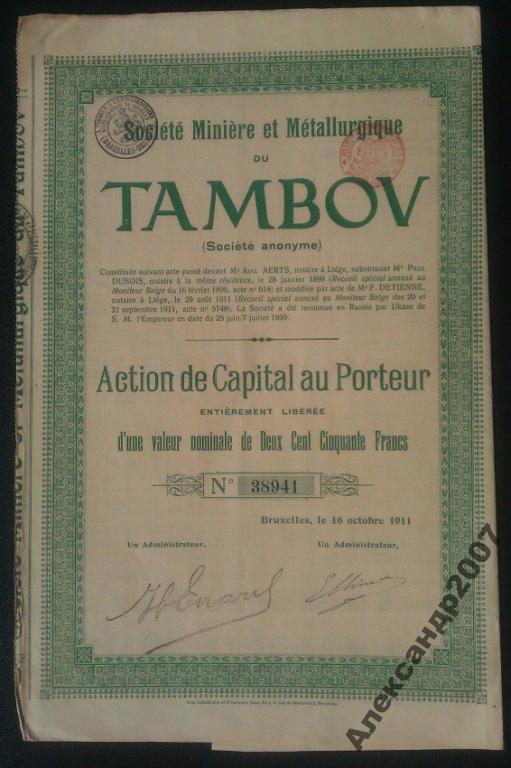 Société Minière et Métallurgique
DU
TAMBOV
(Société anonyme)
Constituée suivant acte passé devant Me Aug. AERTS, notaire à Liége, substituant Me Paul
DUBOIS, notaire à la même résidence, le 28 janvier 1899 (Recueil spécial annexé au
Moniteur Belge du 16 février 1899, acte no 618) et modifiée par acte de Me F. DETIENNE,
notaire à Liége, le 29 août 1911 (Recueil spécial annexé au Moniteur Belge des 20 et
21 septembre 1911, acte no 5748). La Société a été reconnue en Russie par Ukase de
S. M. l'Empereur en date du 25 juin/7 juillet 1899.
Action de Capital au Porteur
ENTIÈREMENT LIBÉRÉE
d'une valeur nominale de Deux Cent Cinquante Francs
No 38941
Bruxelles, le 16 octobre 1911
Un Administrateur, Un Administrateur,
Александр2007